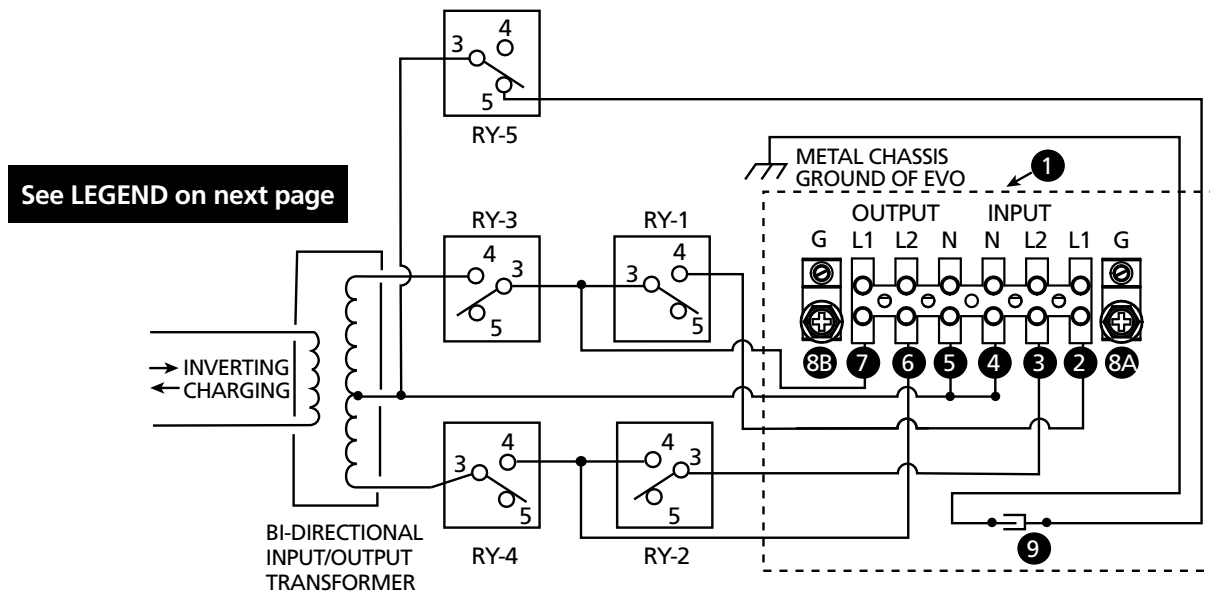 4
3
5
RY-5
METAL CHASSIS
GROUND OF EVO
1
See LEGEND on next page
OUTPUT INPUT
G L1 L2 N N L2 L1 G
RY-3
4
3
5
RY-1
4
3
5
8B 7 6 5 4 3 2 8A
INVERTING
CHARGING
4
3
5
RY-4
4
3
5
RY-2
9
BI-DIRECTIONAL
INPUT/OUTPUT
TRANSFORMER